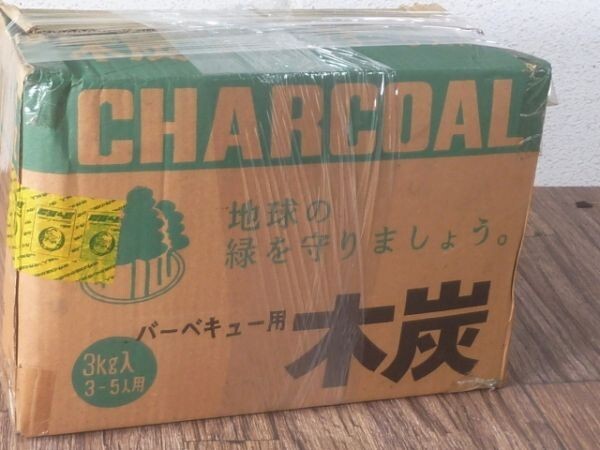 CHARCOAL
地球の
緑を守りましょう。
バーベキュー用
木炭
3kg入
3-5人用